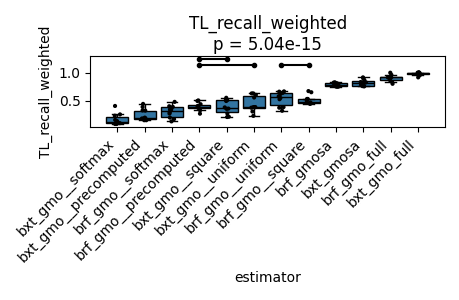 TL_recall_weighted
p = 5.04e-15
TL_recall_weighted
1.0
0.5
bxt_gmo__softmax
bxt_gmo__precomputed
brf_gmo__softmax
brf_gmo__precomputed
bxt_gmo__square
bxt_gmo__uniform
brf_gmo__uniform
brf_gmo__square
brf_gmosa
bxt_gmosa
brf_gmo_full
bxt_gmo_full
estimator